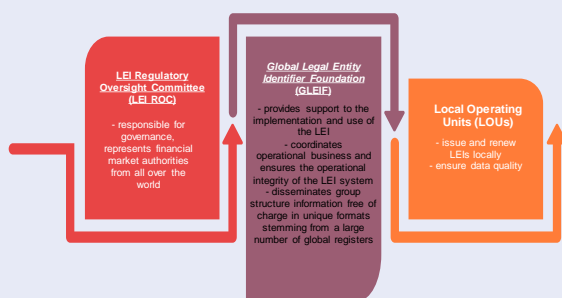 LEI Regulatory
Oversight Committee
(LEI ROC)
- responsible for
governance,
represents financial
market authorities
from all over the
world
Global Legal Entity
Identifier Foundation
(GLEIF)
- provides support to the
implementation and use of
the LEI
- coordinates
operational business and
ensures the operational
integrity of the LEI system
- disseminates group
structure information free of
charge in unique formats
stemming from a large
number of global registers
Local Operating
Units (LOUs)
- issue and renew
LEIs locally
- ensure data quality